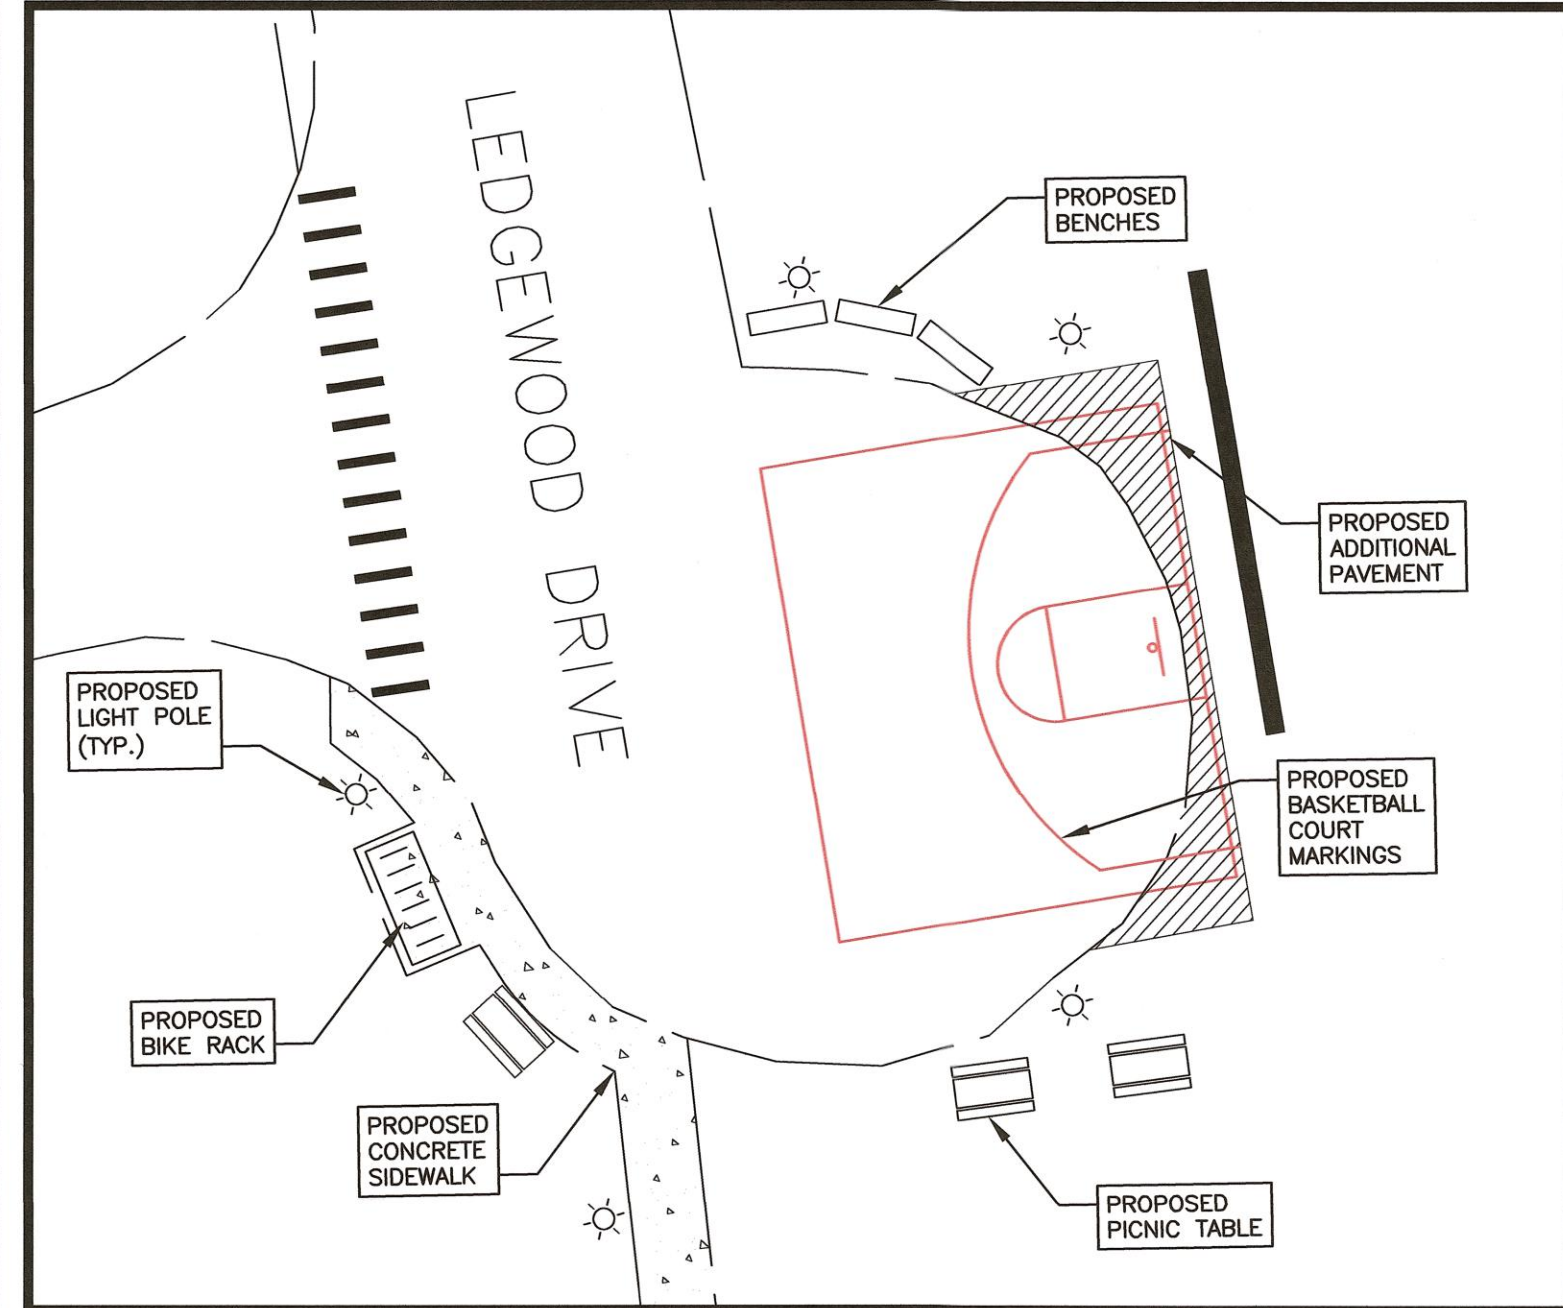 LEDGEWOOD DRIVE
PROPOSED
BENCHES
PROPOSED
ADDITIONAL
PAVEMENT
PROPOSED
LIGHT POLE
(TYP.)
PROPOSED
BASKETBALL
COURT
MARKINGS
PROPOSED
BIKE RACK
PROPOSED
CONCRETE
SIDEWALK
PROPOSED
PICNIC TABLE